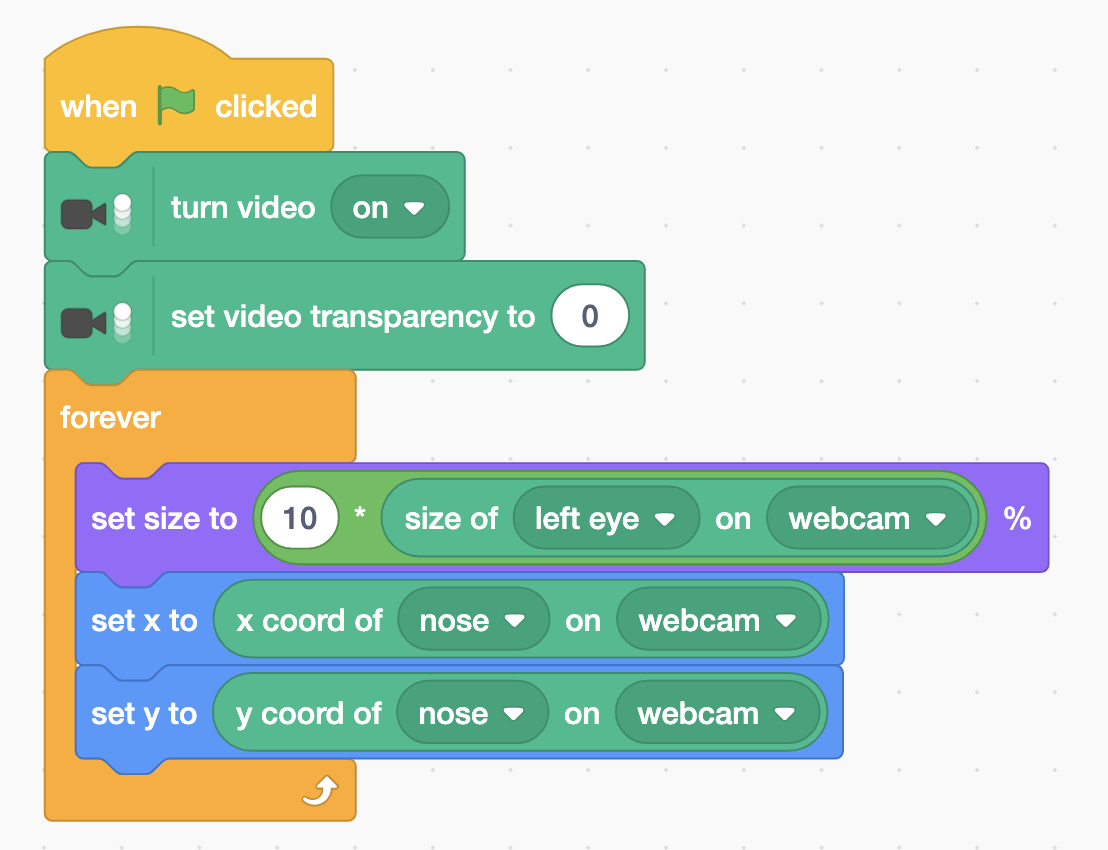 when clicked
turn video on
set video transparency to 0
forever
set size to 10 * size of left eye on webcam %
set x to x coord of nose on webcam
set y to y coord of nose on webcam